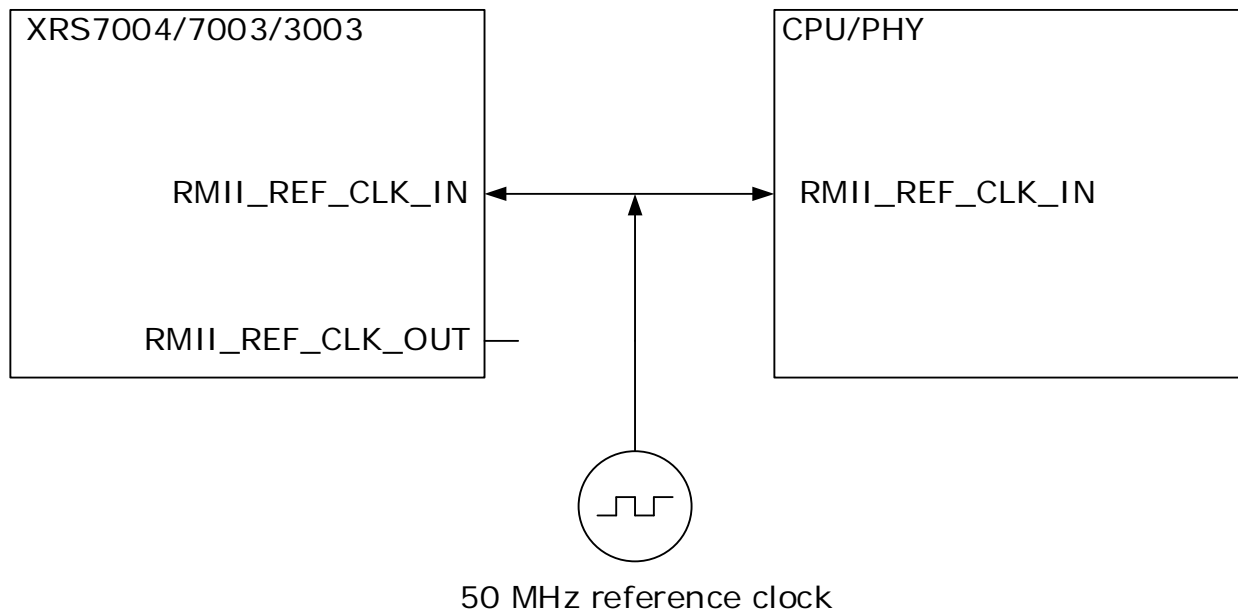 XRS7004/7003/3003
CPU/PHY
RMII_REF_CLK_IN
RMII_REF_CLK_IN
RMII_REF_CLK_OUT
50 MHz reference clock